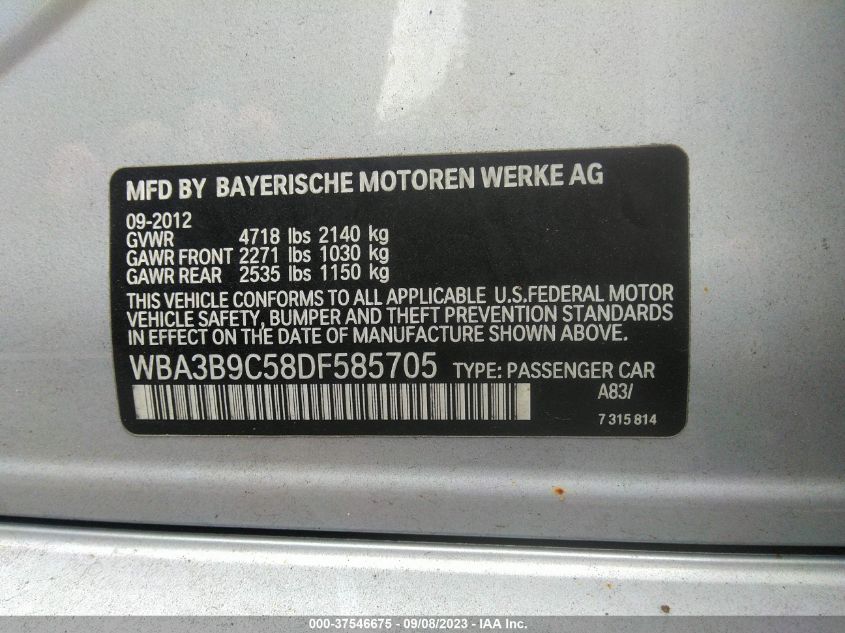 MFD BY BAYERISCHE MOTOREN WERKE AG
09-2012
GVWR 4718 lbs 2140 kg
GAWR FRONT 2271 lbs 1030 kg
GAWR REAR 2535 lbs 1150 kg
THIS VEHICLE CONFORMS TO ALL APPLICABLE U.S.FEDERAL MOTOR
VEHICLE SAFETY, BUMPER AND THEFT PREVENTION STANDARDS
IN EFFECT ON THE DATE OF MANUFACTURE SHOWN ABOVE.
WBA3B9C58DF585705 TYPE: PASSENGER CAR
A83/
7 315 814
000-37546675 - 09/08/2023 - IAA Inc.